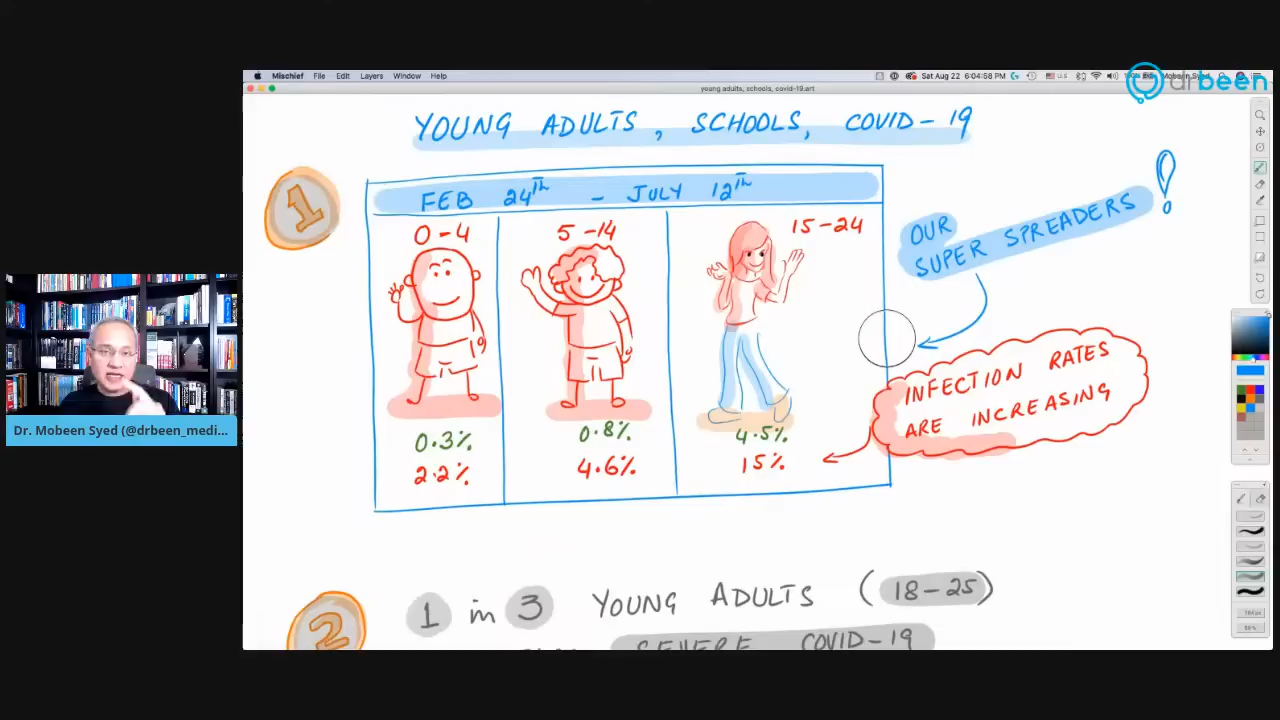 Mischief File Edit Layers Window Help
Sat Aug 22 6:04:58 PM
drbeen
young adults, schools, covid-19.art
YOUNG ADULTS, SCHOOLS, COVID-19
1
FEB 24TH - JULY 12TH
0-4
5-14
15-24
OUR
SUPER SPREADERS !
INFECTION RATES
ARE INCREASING
0.3% 0.8% 4.5%
2.2% 4.6% 15%
Dr. Mobeen Syed (@drbeen_medi...
2
1 in 3 YOUNG ADULTS (18-25)
SEVERE COVID-19